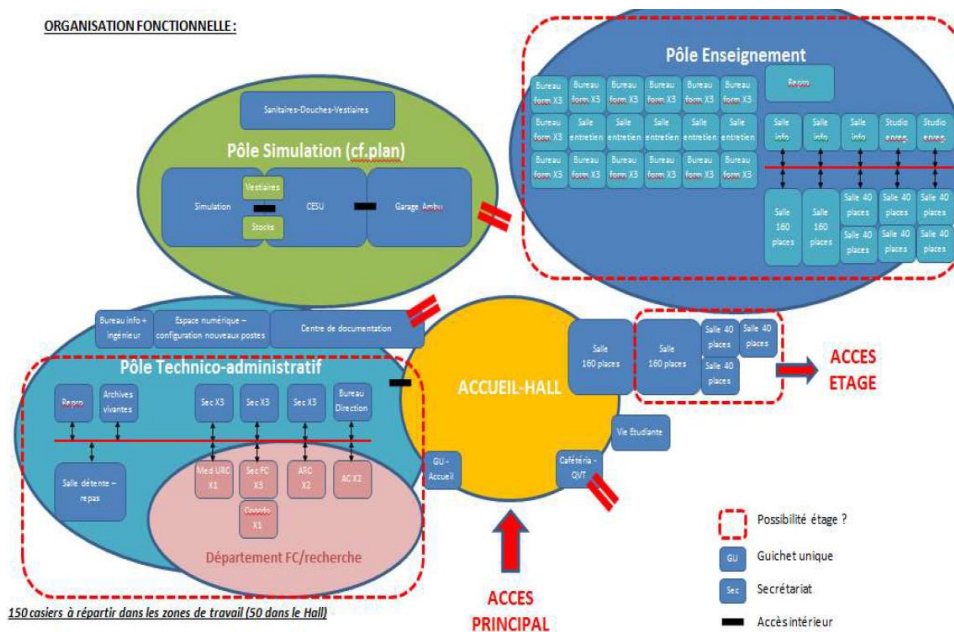 ORGANISATION FONCTIONNELLE :
Pôle Enseignement
Bureau form X3
Bureau form X3
Bureau form X3
Bureau form X3
Bureau form X3
Bureau form X3
Repro
Bureau form X3
Salle entretien
Salle entretien
Salle entretien
Salle entretien
Salle entretien
Salle info
Salle info
Salle info
Studio enreg.
Studio enreg.
Bureau form X3
Bureau form X3
Bureau form X3
Bureau form X3
Bureau form X3
Bureau form X3
Salle 160 places
Salle 160 places
Salle 40 places
Salle 40 places
Salle 40 places
Salle 40 places
Salle 40 places
Salle 40 places
Sanitaires-Douches-Vestiaires
Pôle Simulation (cf.plan)
Simulation
Vestiaires
Stocks
CESU
Garage Ambu
Bureau info + ingénieur
Espace numérique – configuration nouveaux postes
Centre de documentation
Pôle Technico-administratif
Repro
Archives vivantes
Sec X3
Sec X3
Sec X3
Bureau Direction
Salle détente – repas
Med URC X1
Sec FC X3
ARC X2
AC X2
Coordo X1
Département FC/recherche
ACCUEIL-HALL
GU - Accueil
Cafétéria - QVT
Vie Etudiante
Salle 160 places
Salle 160 places
Salle 40 places
Salle 40 places
Salle 40 places
ACCES
ETAGE
ACCES
PRINCIPAL
Possibilité étage ?
GU
Guichet unique
Sec
Secrétariat
Accès intérieur
150 casiers à répartir dans les zones de travail (50 dans le Hall)